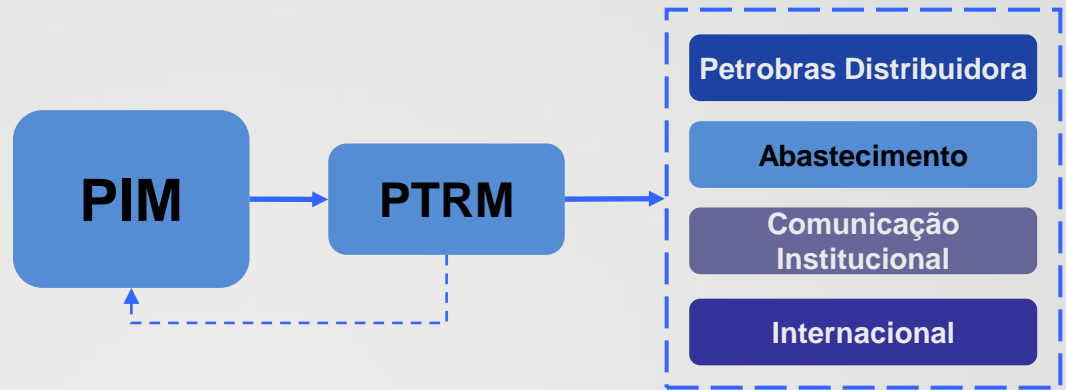 PIM
PTRM
Petrobras Distribuidora
Abastecimento
Comunicação
Institucional
Internacional